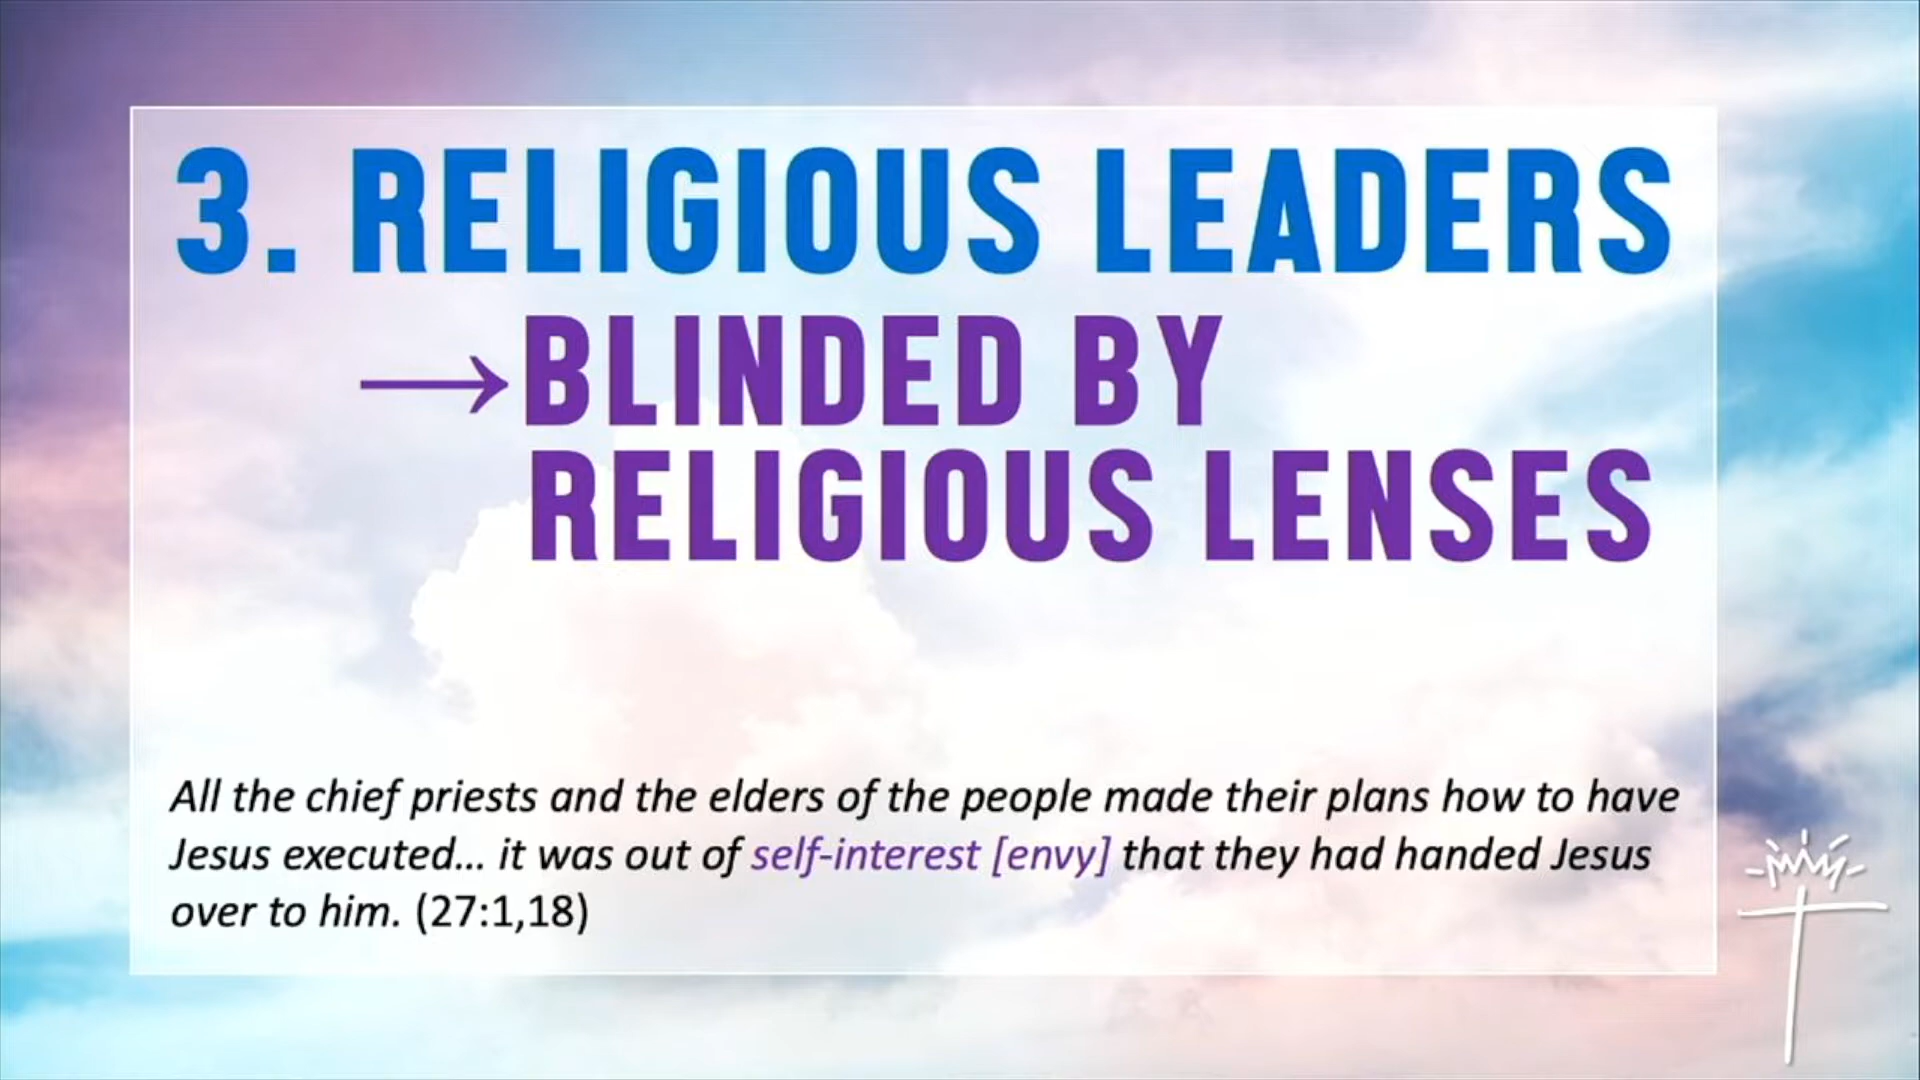 3. RELIGIOUS LEADERS
→BLINDED BY
RELIGIOUS LENSES
All the chief priests and the elders of the people made their plans how to have
Jesus executed... it was out of self-interest [envy] that they had handed Jesus
over to him. (27:1,18)